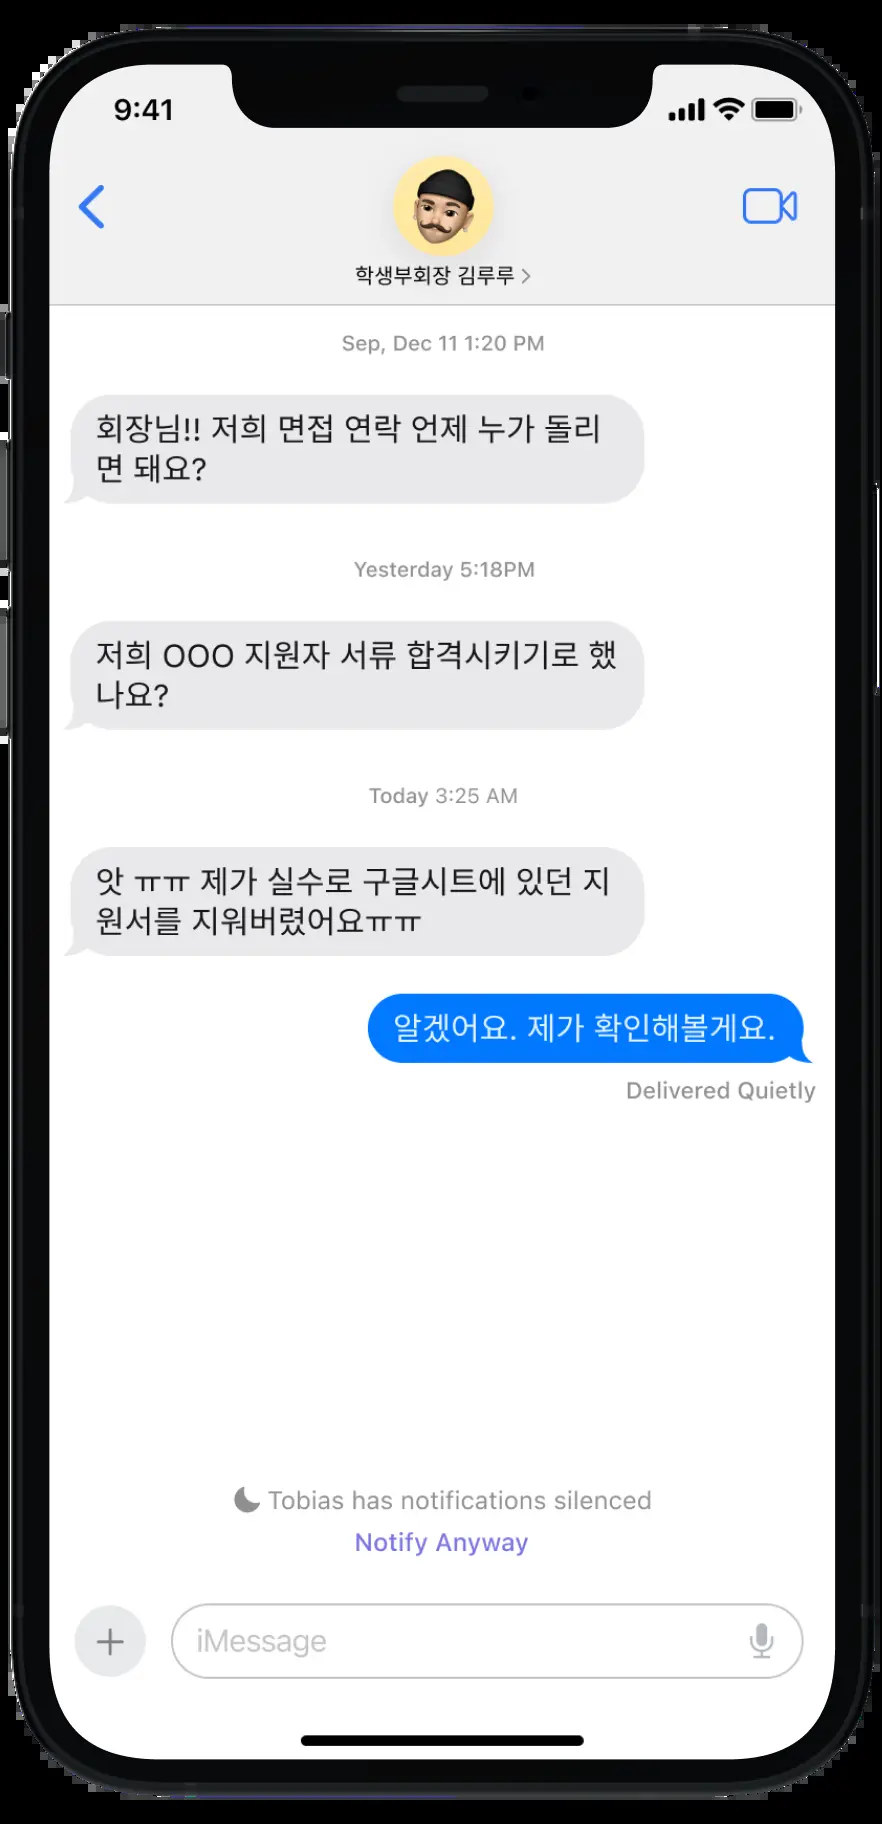 9:41
학생부회장 김루루
Sep, Dec 11 1:20 PM
회장님!! 저희 면접 연락 언제 누가 돌리
면 돼요?
Yesterday 5:18PM
저희 OOO 지원자 서류 합격시키기로 했
나요?
Today 3:25 AM
앗 ㅠㅠ 제가 실수로 구글시트에 있던 지
원서를 지워버렸어요ㅠㅠ
알겠어요. 제가 확인해볼게요.
Delivered Quietly
Tobias has notifications silenced
Notify Anyway
iMessage